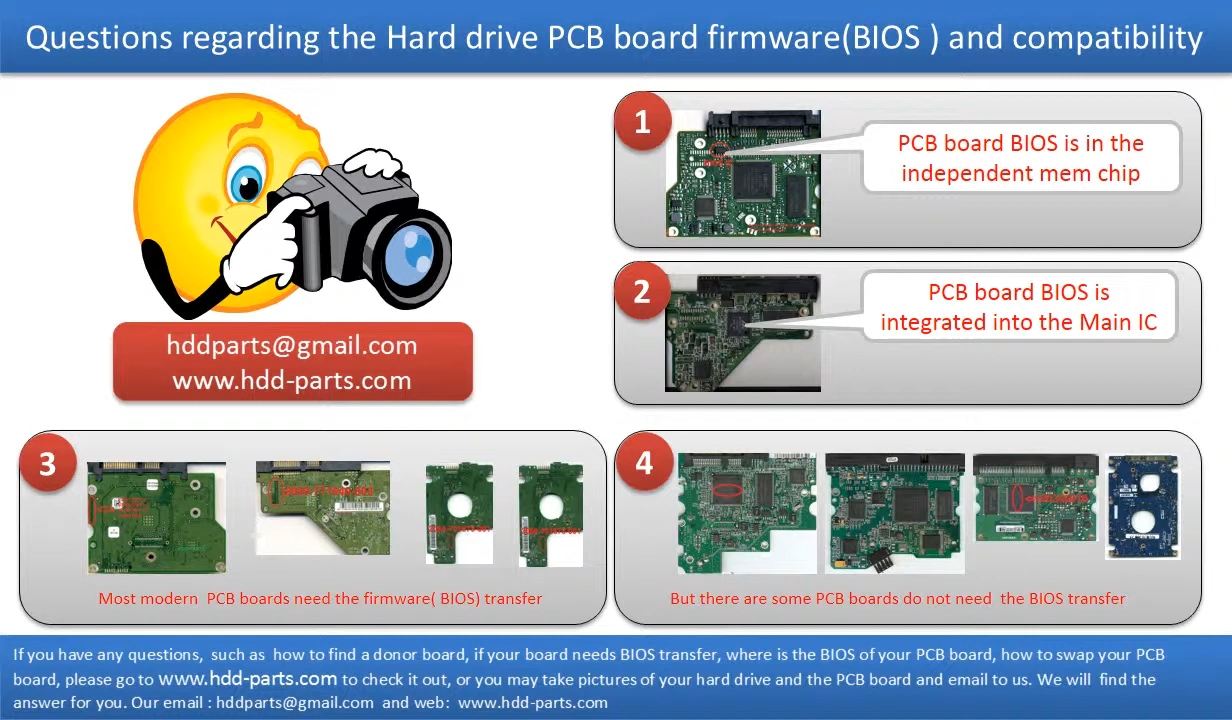 Questions regarding the Hard drive PCB board firmware(BIOS ) and compatibility
1
PCB board BIOS is in the
independent mem chip
2
PCB board BIOS is
integrated into the Main IC
hddparts@gmail.com
www.hdd-parts.com
3
Most modern PCB boards need the firmware( BIOS) transfer
4
But there are some PCB boards do not need the BIOS transfer
If you have any questions, such as how to find a donor board, if your board needs BIOS transfer, where is the BIOS of your PCB board, how to swap your PCB
board, please go to www.hdd-parts.com to check it out, or you may take pictures of your hard drive and the PCB board and email to us. We will find the
answer for you. Our email : hddparts@gmail.com and web: www.hdd-parts.com